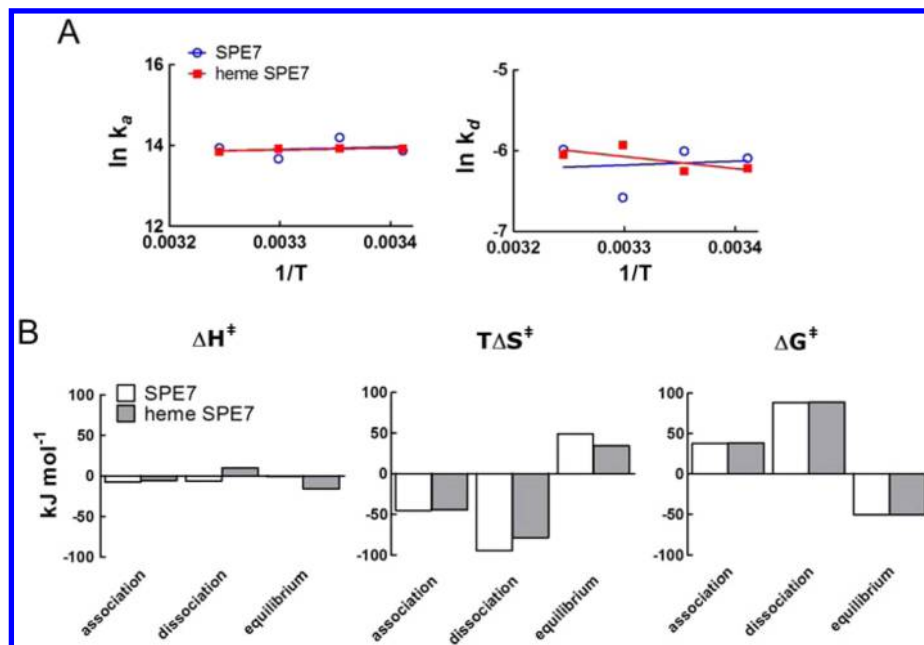 A
SPE7
heme SPE7
16
14
12
ln kₐ
0.0032 0.0033 0.0034
1/T
-5
-6
-7
ln k_d
0.0032 0.0033 0.0034
1/T
B
ΔH‡
TΔS‡
ΔG‡
SPE7
heme SPE7
kJ mol⁻¹
100
50
0
-50
-100
association dissociation equilibrium
100
50
0
-50
-100
association dissociation equilibrium
100
50
0
-50
-100
association dissociation equilibrium